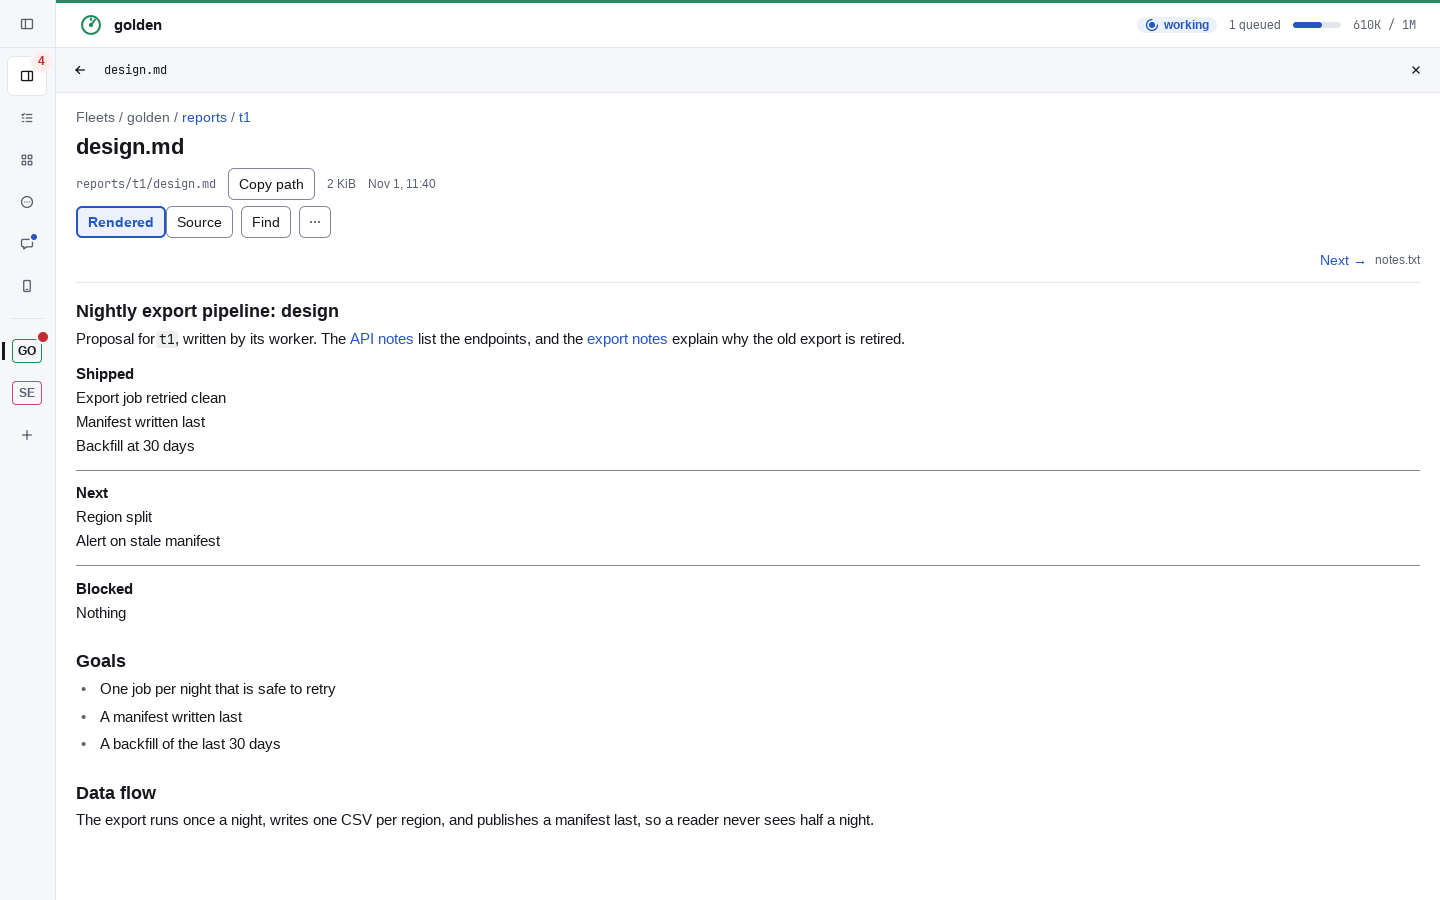 golden
working
1 queued
610K / 1M
4
design.md
Fleets / golden / reports / t1
design.md
reports/t1/design.md
Copy path
2 KiB
Nov 1, 11:40
Rendered
Source
Find
Next →
notes.txt
Nightly export pipeline: design
Proposal for t1, written by its worker. The API notes list the endpoints, and the export notes explain why the old export is retired.
GO
Shipped
SE
Export job retried clean
Manifest written last
Backfill at 30 days
Next
Region split
Alert on stale manifest
Blocked
Nothing
Goals
• One job per night that is safe to retry
• A manifest written last
• A backfill of the last 30 days
Data flow
The export runs once a night, writes one CSV per region, and publishes a manifest last, so a reader never sees half a night.